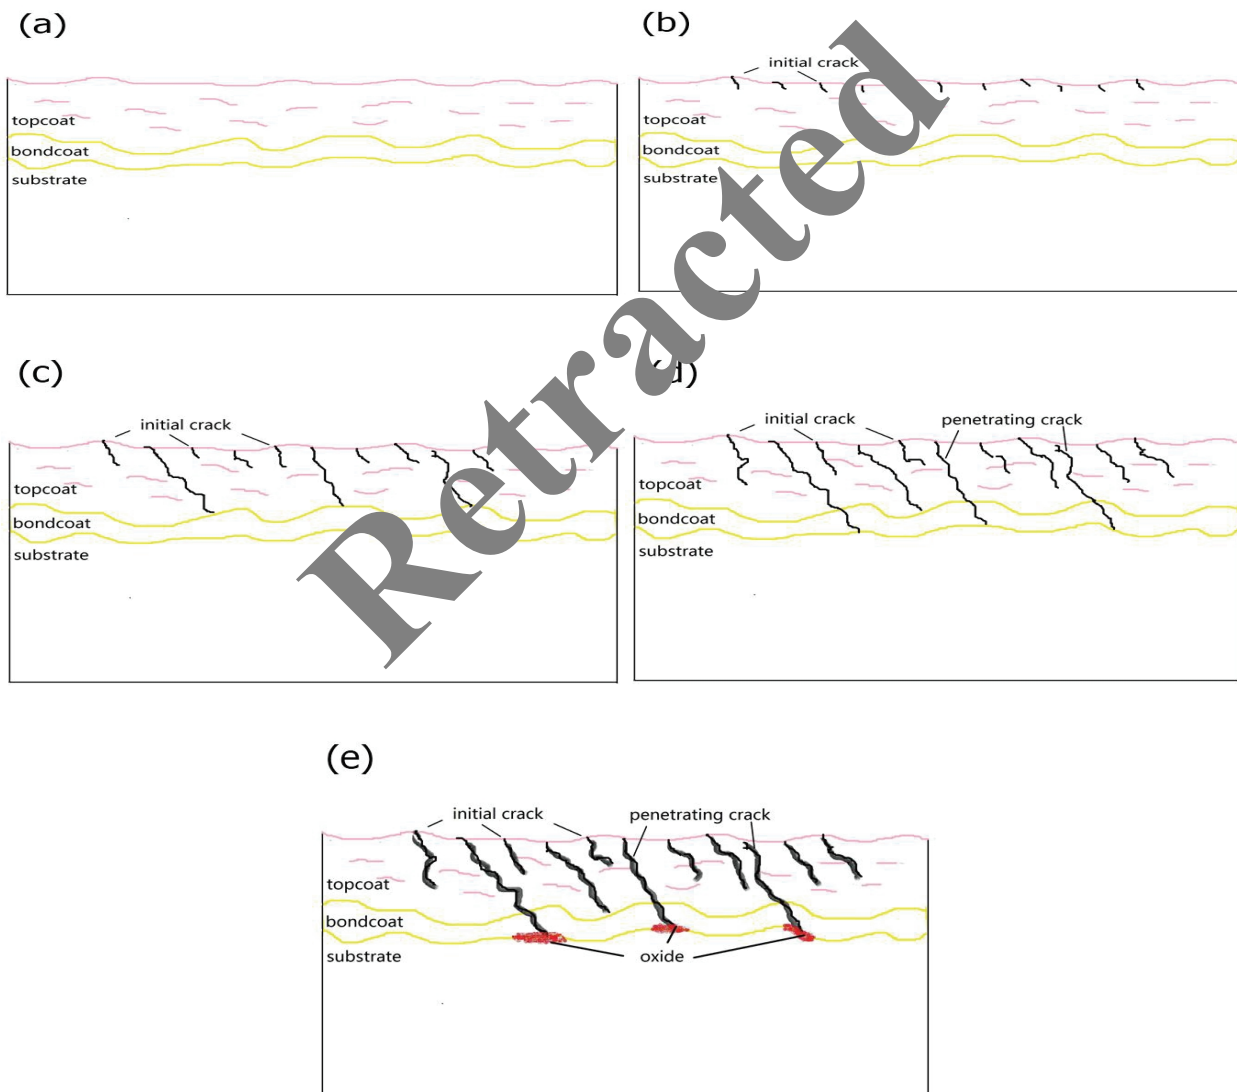 (a)
topcoat
bondcoat
substrate
(b)
initial crack
topcoat
bondcoat
substrate
(c)
initial crack
topcoat
bondcoat
substrate
(d)
initial crack
penetrating crack
topcoat
bondcoat
substrate
(e)
initial crack
penetrating crack
topcoat
bondcoat
substrate
oxide
Retracted